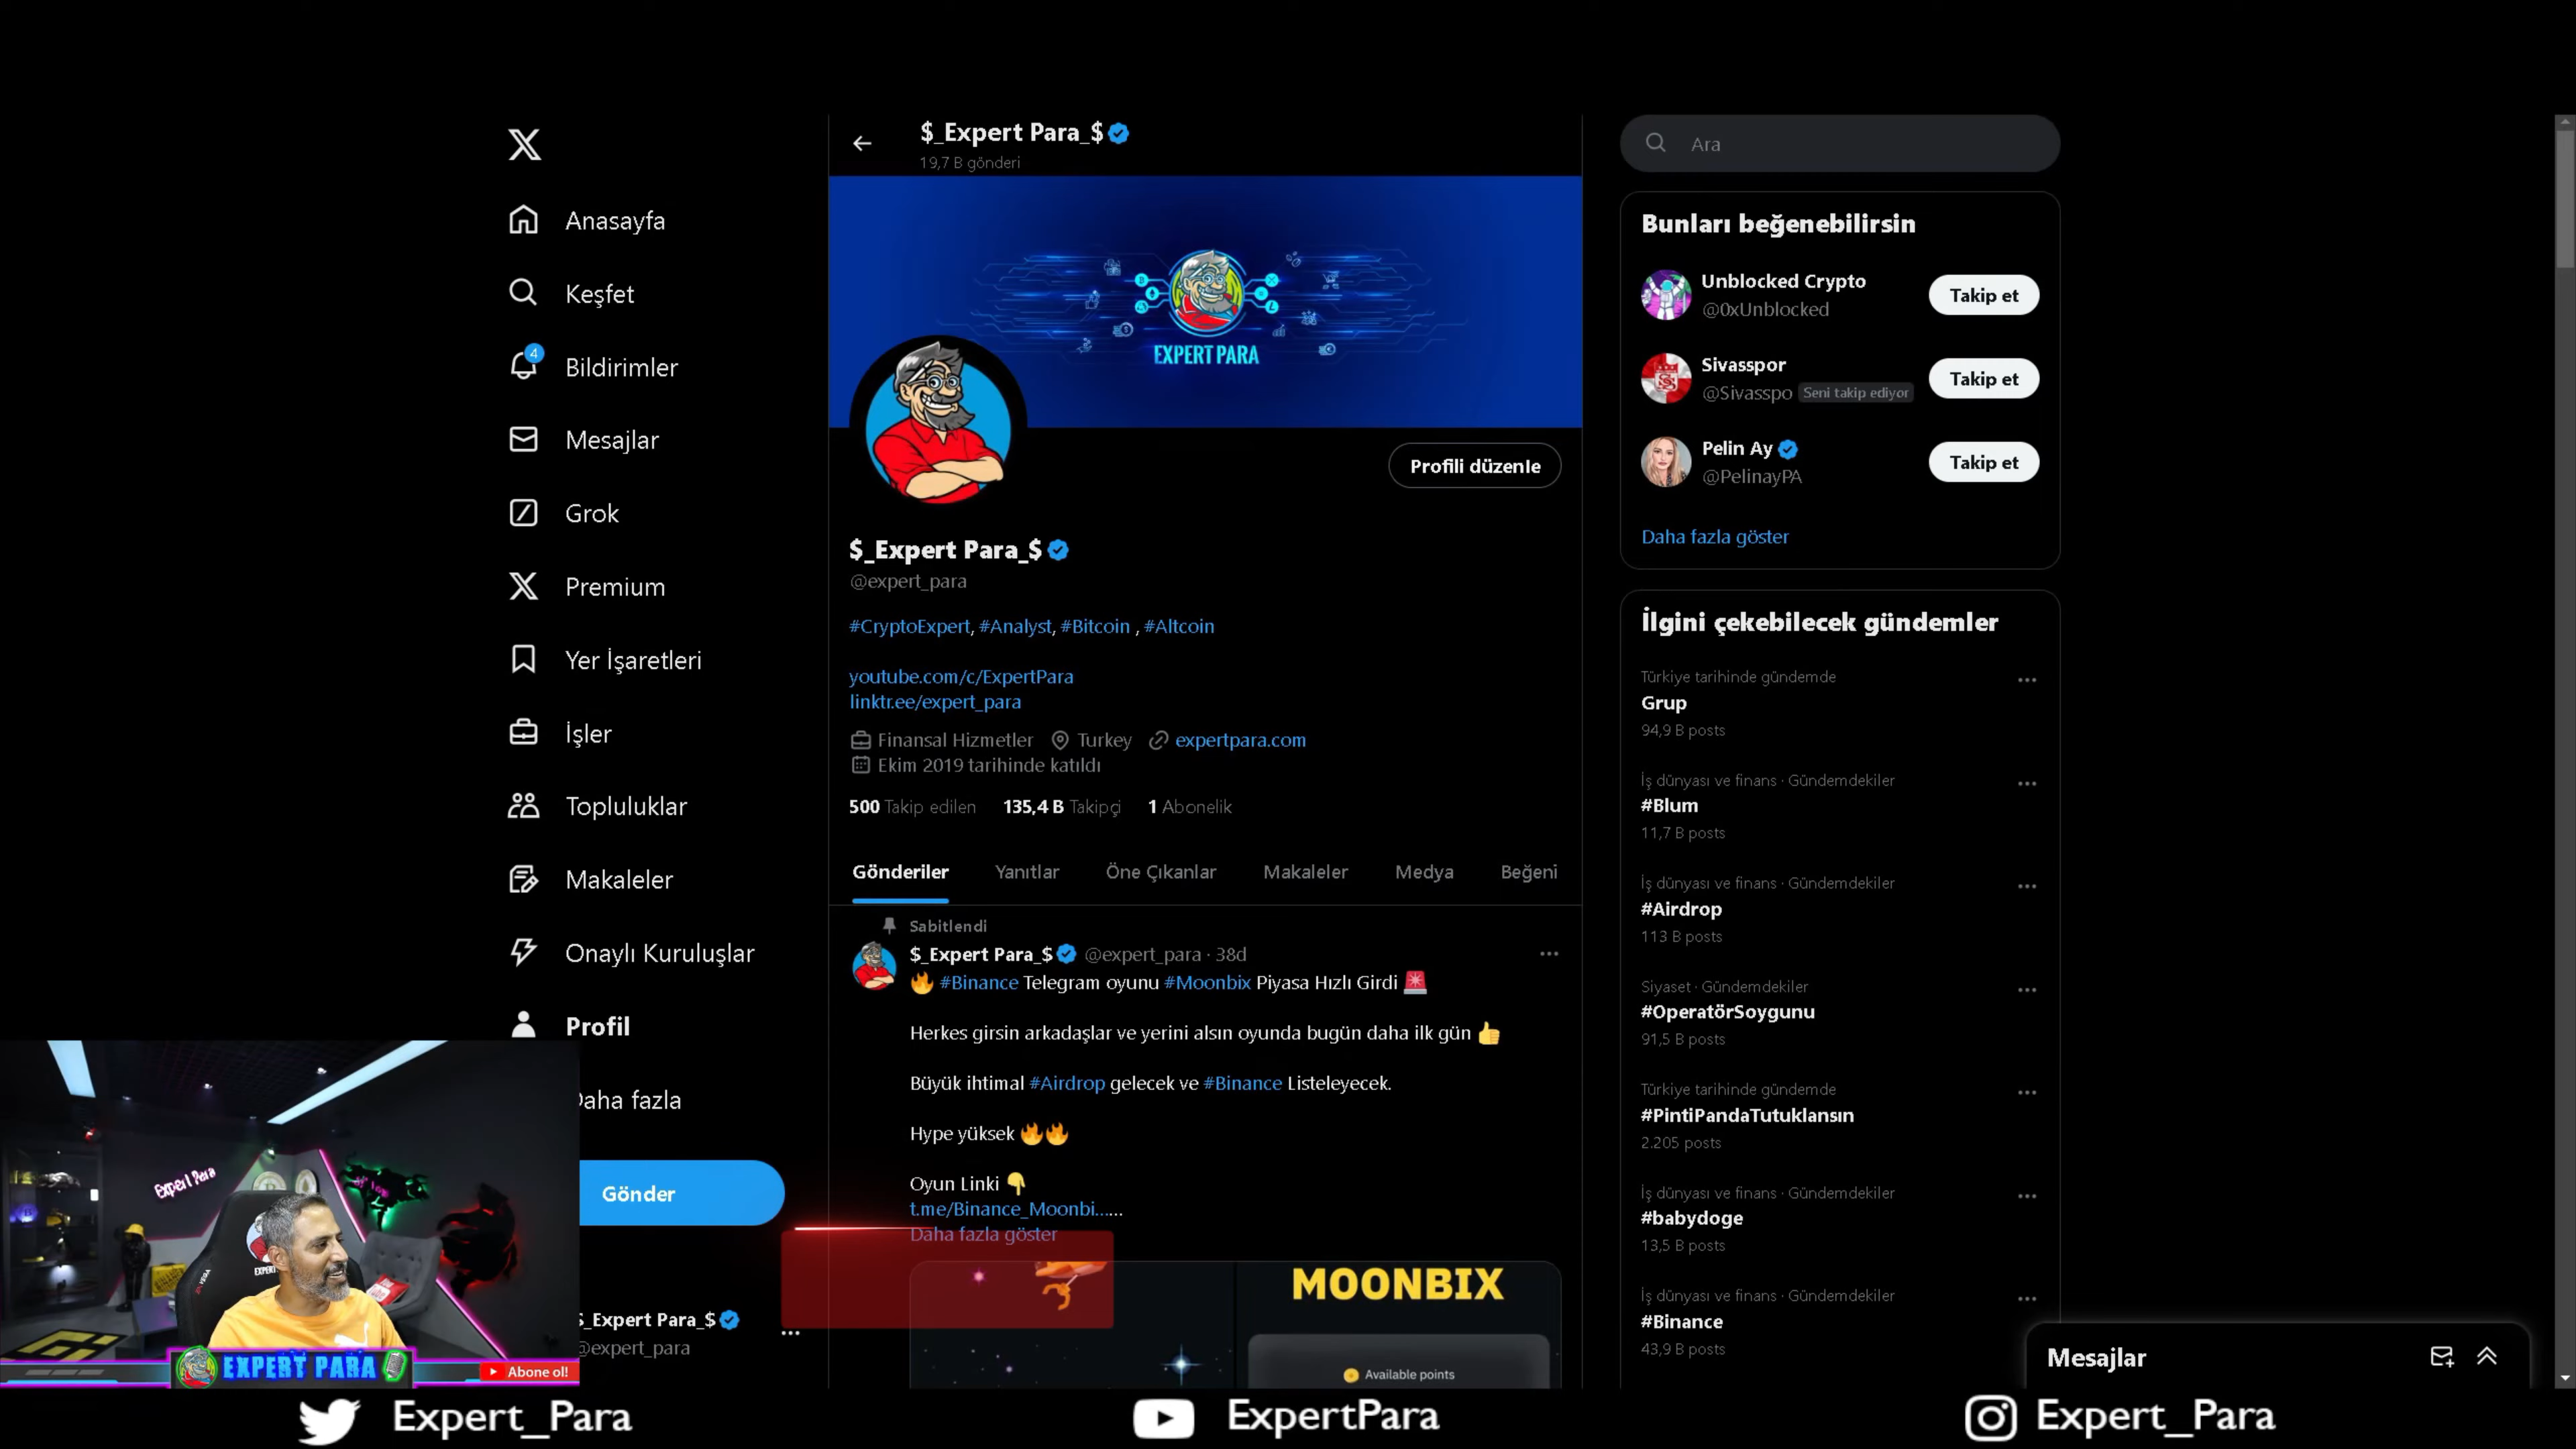 Anasayfa
Keşfet
4
Bildirimler
Mesajlar
Grok
Premium
Yer İşaretleri
İşler
Topluluklar
Makaleler
Onaylı Kuruluşlar
Profil
Daha fazla
Gönder
$_Expert Para_$
@expert_para
$_Expert Para_$
19,7 B gönderi
EXPERT PARA
Profili düzenle
$_Expert Para_$
@expert_para
#CryptoExpert, #Analyst, #Bitcoin , #Altcoin
youtube.com/c/ExpertPara
linktr.ee/expert_para
Finansal Hizmetler Turkey expertpara.com
Ekim 2019 tarihinde katıldı
500 Takip edilen 135,4 B Takipçi 1 Abonelik
Gönderiler Yanıtlar Öne Çıkanlar Makaleler Medya Beğeni
Sabitlendi
$_Expert Para_$ @expert_para · 38d
🔥 #Binance Telegram oyunu #Moonbix Piyasa Hızlı Girdi 🚨
Herkes girsin arkadaşlar ve yerini alsın oyunda bugün daha ilk gün 👍
Büyük ihtimal #Airdrop gelecek ve #Binance Listeleyecek.
Hype yüksek 🔥🔥
Oyun Linki 👇
t.me/Binance_Moonbi......
Daha fazla göster
MOONBIX
Available points
Ara
Bunları beğenebilirsin
Unblocked Crypto
@0xUnblocked
Takip et
Sivasspor
@Sivasspo Seni takip ediyor
Takip et
Pelin Ay
@PelinayPA
Takip et
Daha fazla göster
İlgini çekebilecek gündemler
Türkiye tarihinde gündemde
Grup
94,9 B posts
İş dünyası ve finans · Gündemdekiler
#Blum
11,7 B posts
İş dünyası ve finans · Gündemdekiler
#Airdrop
113 B posts
Siyaset · Gündemdekiler
#OperatörSoygunu
91,5 B posts
Türkiye tarihinde gündemde
#PintiPandaTutuklansın
2.205 posts
İş dünyası ve finans · Gündemdekiler
#babydoge
13,5 B posts
İş dünyası ve finans · Gündemdekiler
#Binance
43,9 B posts
Mesajlar
Expert Para
EXPERT
EXPERT PARA
Abone ol!
Expert_Para
ExpertPara
Expert_Para